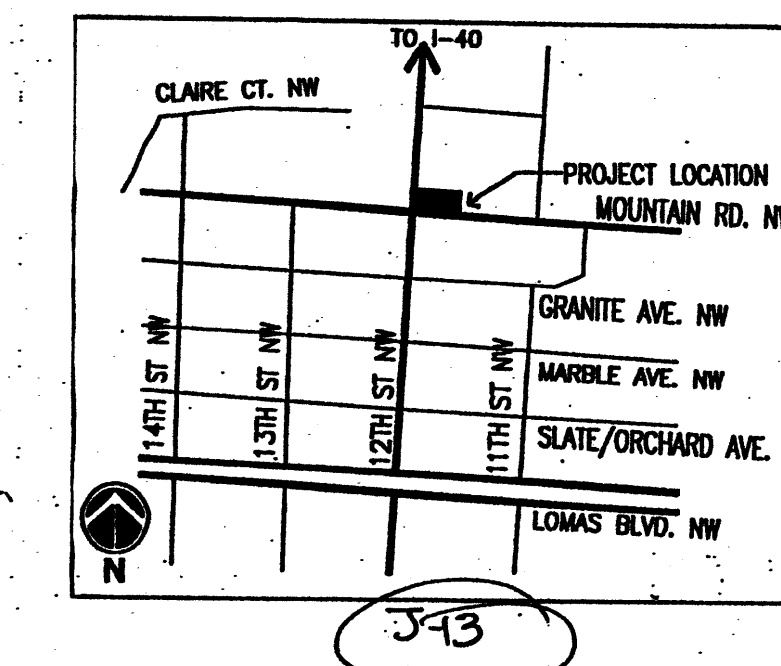 TO I-40
CLAIRE CT. NW
PROJECT LOCATION
MOUNTAIN RD. NW
GRANITE AVE. NW
MARBLE AVE. NW
SLATE/ORCHARD AVE.
14TH ST NW
13TH ST NW
12TH ST NW
11TH ST NW
LOMAS BLVD. NW
N
J-13